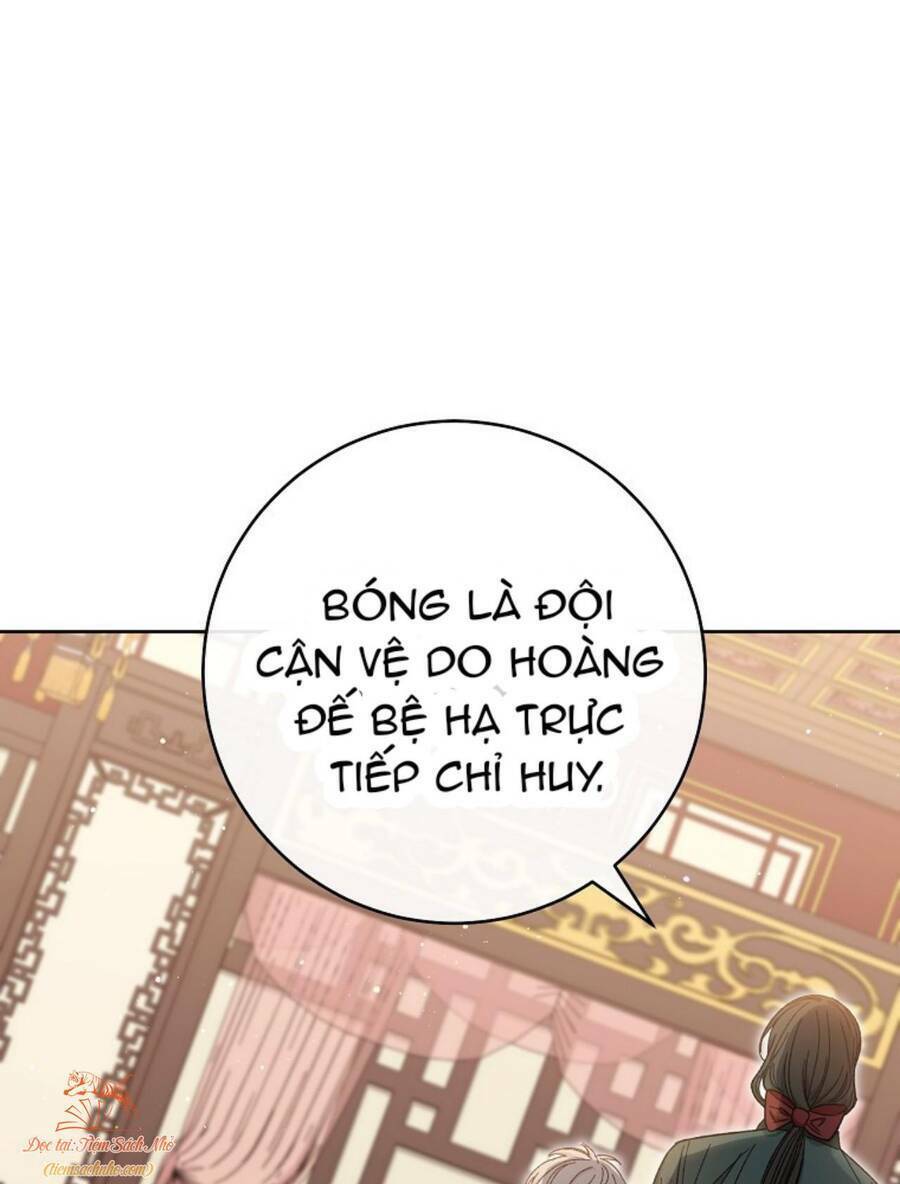 BÓNG LÀ ĐỘI
CẬN VỆ DO HOÀNG
ĐẾ BỆ HẠ TRỰC
TIẾP CHỈ HUY.
Đọc tại: Tiệm Sách Nhỏ
(tiemsachnho.com)